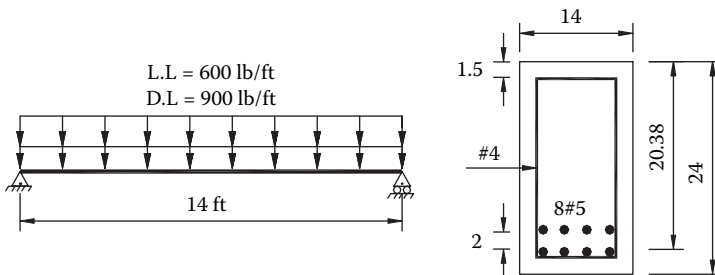 L.L = 600 lb/ft
D.L = 900 lb/ft
14 ft
14
1.5
#4
8#5
2
20.38
24